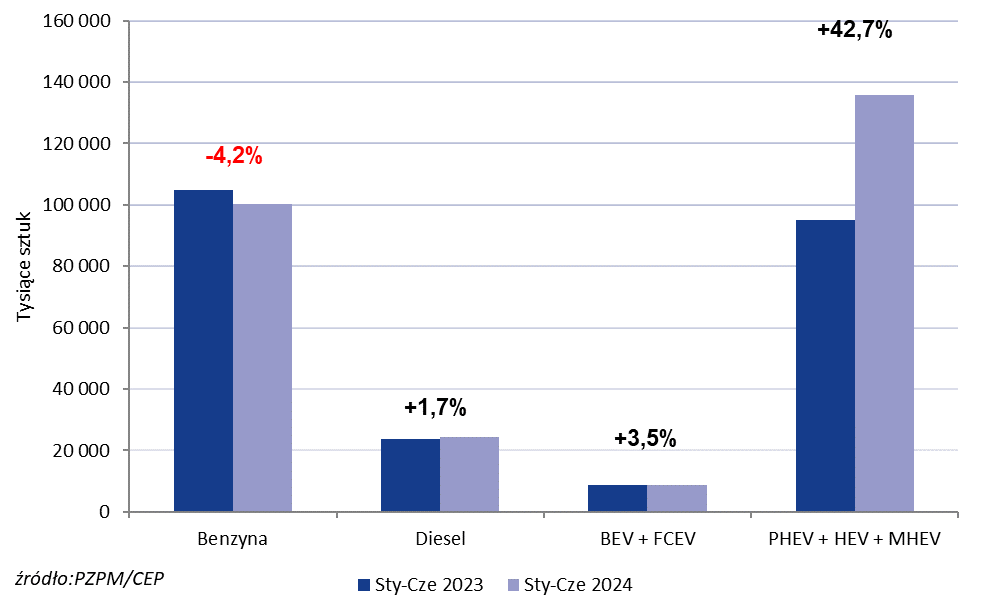 Tysiące sztuk
160 000
140 000
120 000
100 000
80 000
60 000
40 000
20 000
0
-4,2%
+1,7%
+3,5%
+42,7%
Benzyna
Diesel
BEV + FCEV
PHEV + HEV + MHEV
źródło:PZPM/CEP
Sty-Cze 2023
Sty-Cze 2024